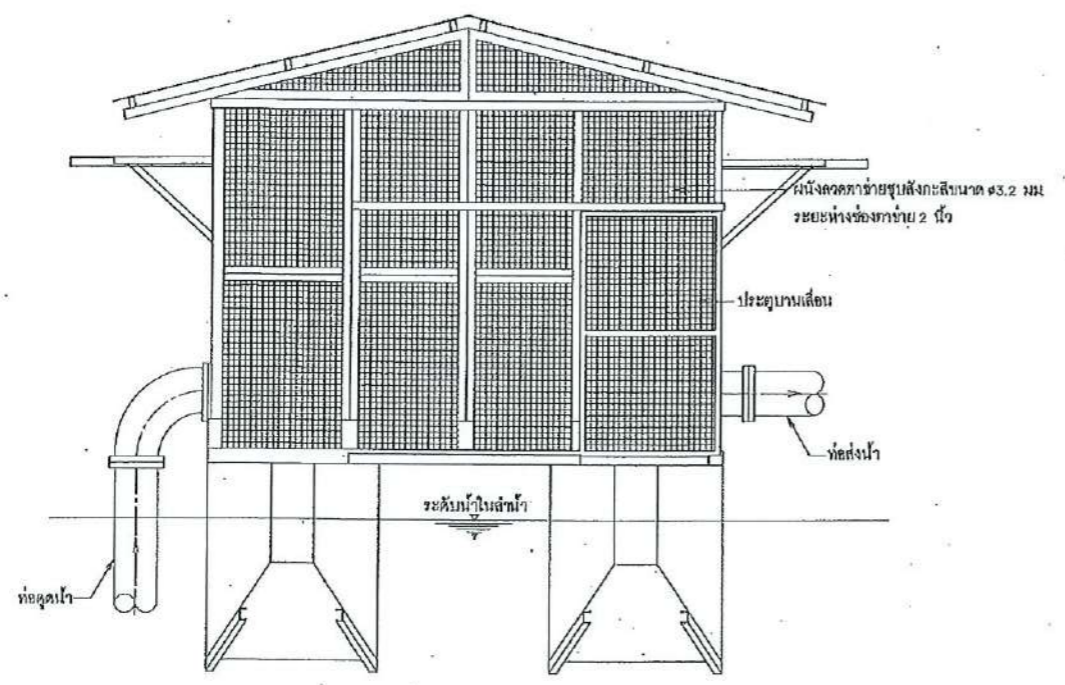 ผนังลวดตาข่ายชุบสังกะสีขนาด ø3.2 มม.
ระยะห่างช่องตาข่าย 2 นิ้ว
ประตูบานเลื่อน
ท่อส่งน้ำ
ระดับน้ำในลำน้ำ
ท่อดูดน้ำ